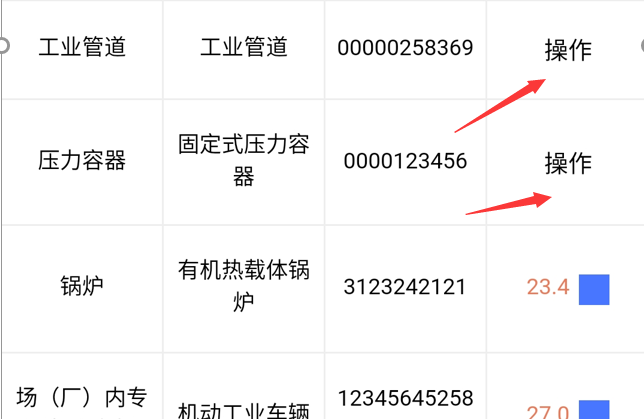 工业管道 工业管道 00000258369 操作
压力容器 固定式压力容
器 0000123456 操作
锅炉 有机热载体锅
炉 3123242121 23.4
场（厂）内专 机动工业车辆 12345645258 27.0